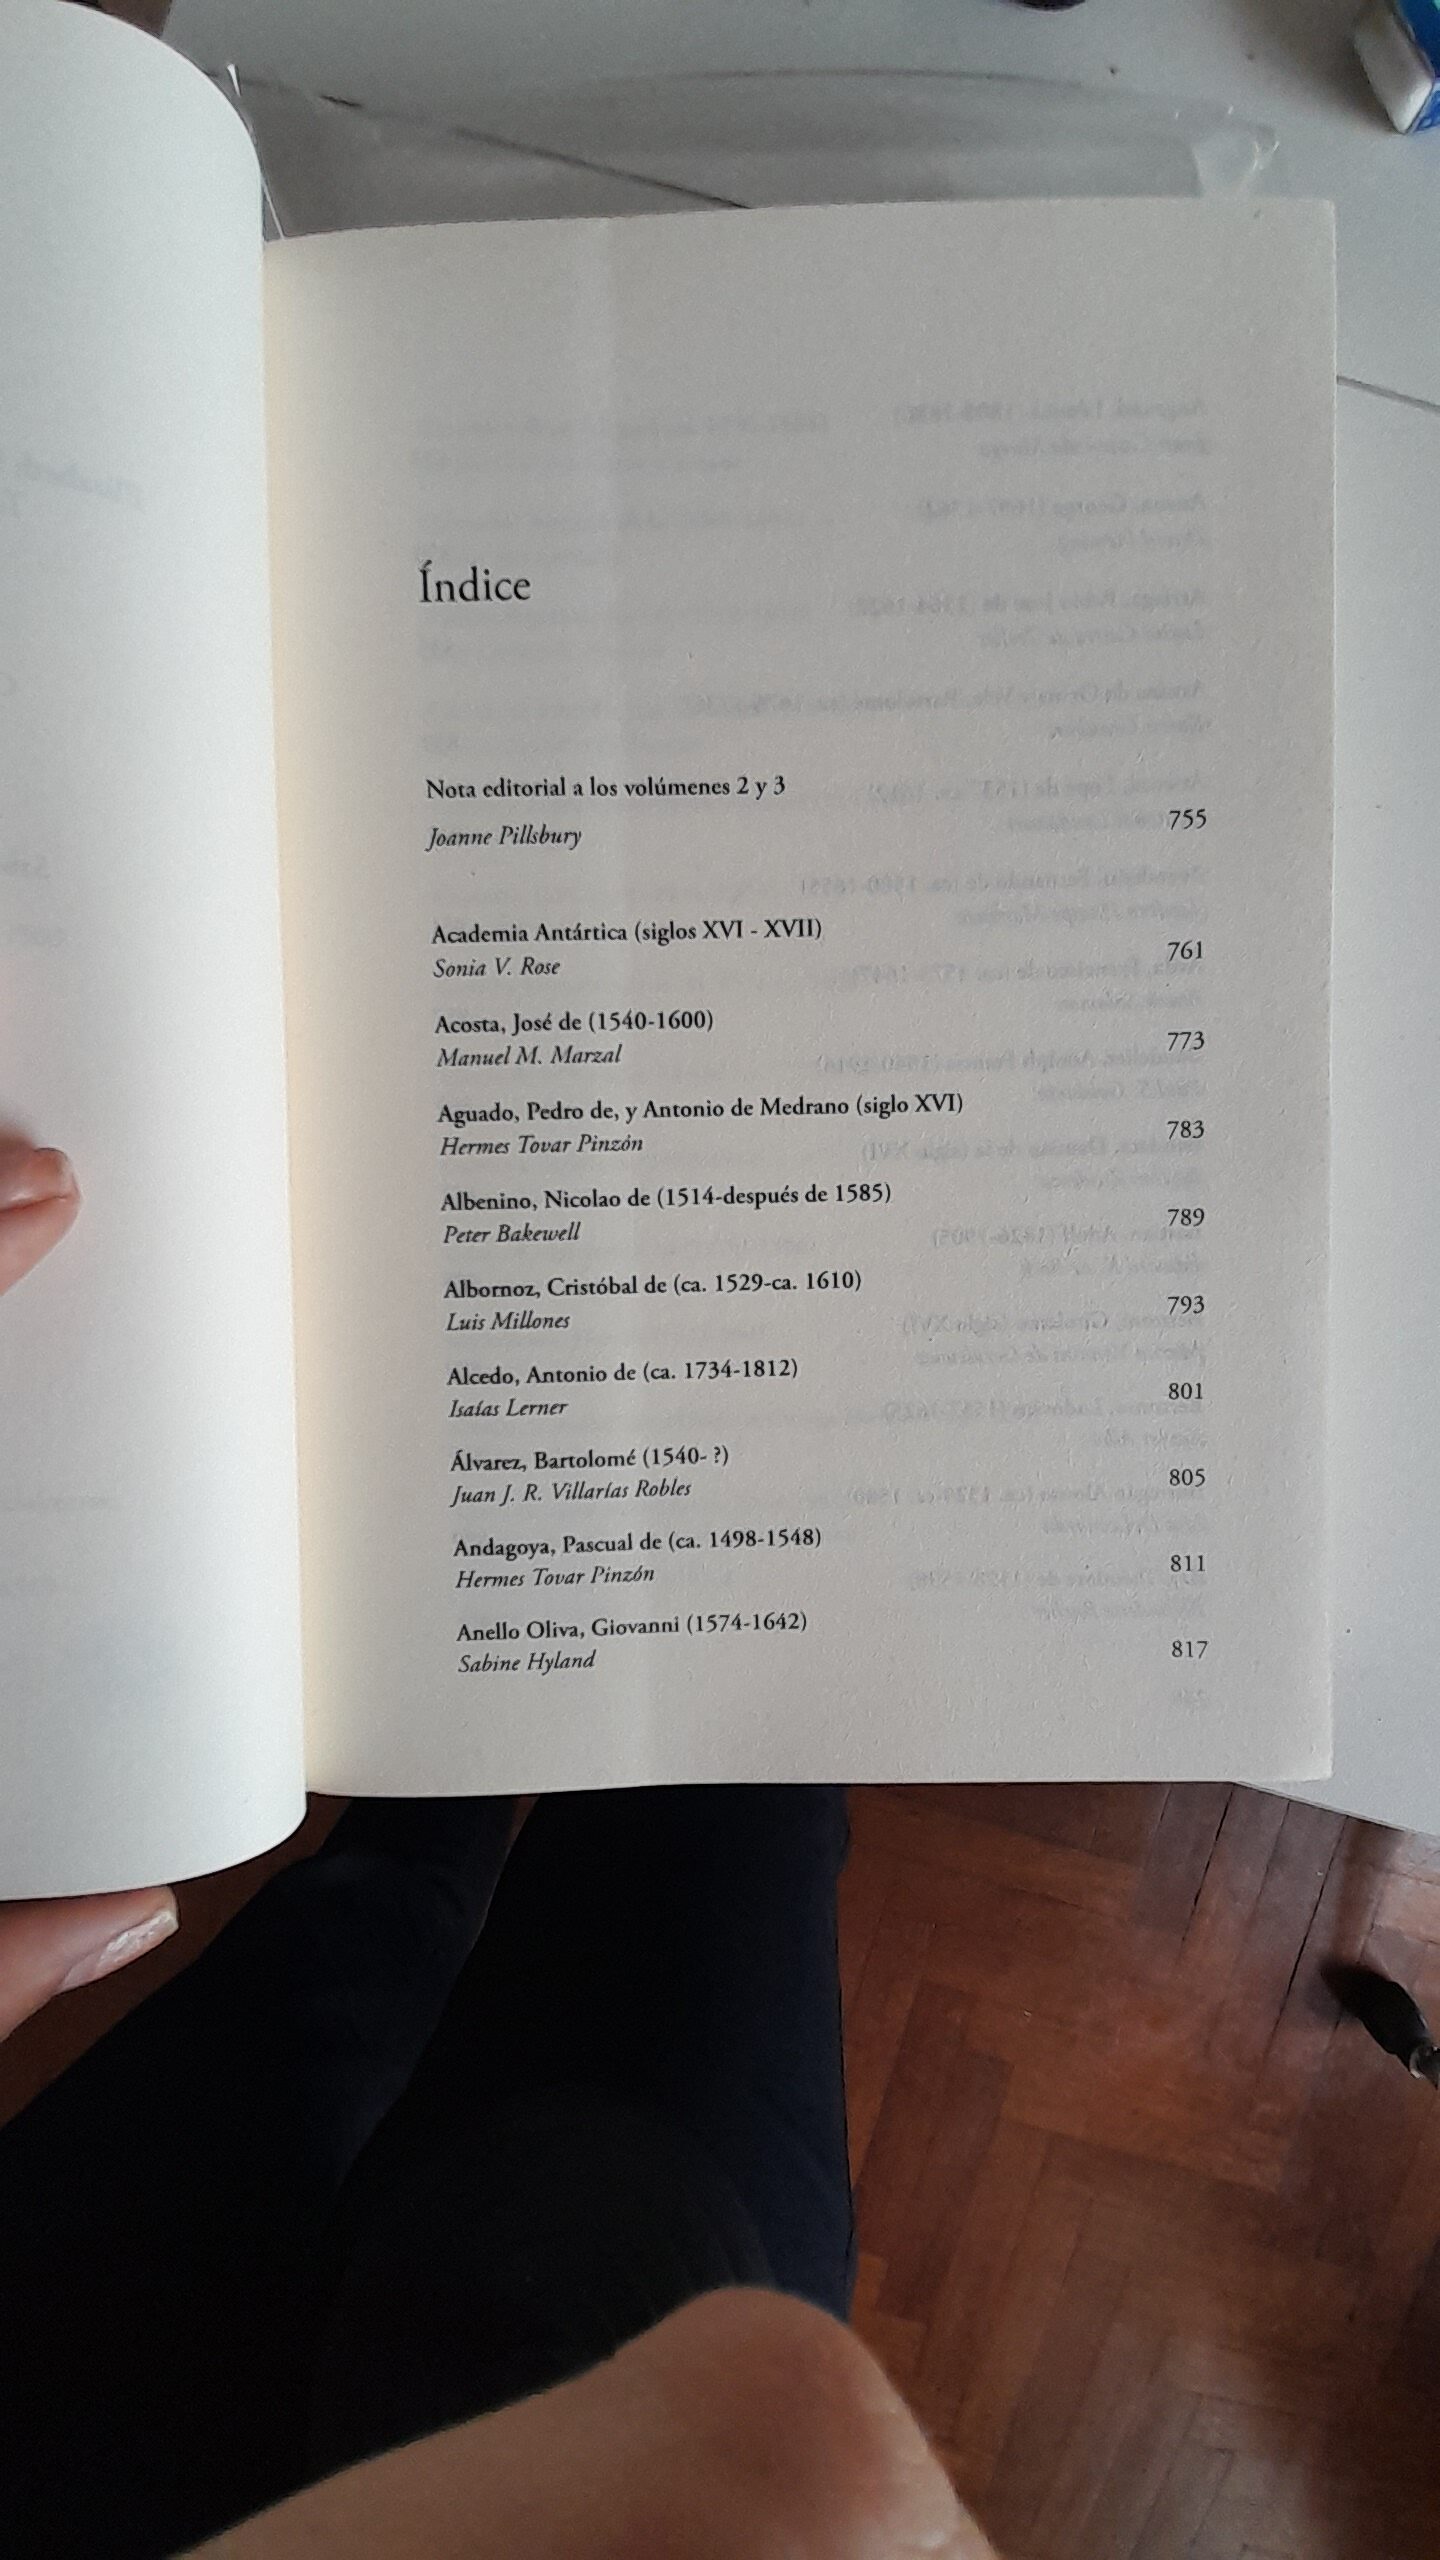 Índice
Nota editorial a los volúmenes 2 y 3
Joanne Pillsbury 755
Academia Antártica (siglos XVI - XVII)
Sonia V. Rose 761
Acosta, José de (1540-1600)
Manuel M. Marzal 773
Aguado, Pedro de, y Antonio de Medrano (siglo XVI)
Hermes Tovar Pinzón 783
Albenino, Nicolao de (1514-después de 1585)
Peter Bakewell 789
Albornoz, Cristóbal de (ca. 1529-ca. 1610)
Luis Millones 793
Alcedo, Antonio de (ca. 1734-1812)
Isaías Lerner 801
Álvarez, Bartolomé (1540- ?)
Juan J. R. Villarías Robles 805
Andagoya, Pascual de (ca. 1498-1548)
Hermes Tovar Pinzón 811
Anello Oliva, Giovanni (1574-1642)
Sabine Hyland 817